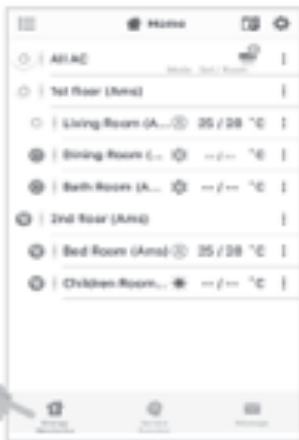 Home
All AC
Mode Set / Room
1st floor (Ams)
Living Room (A... 25 / 28 °C
Dining Room (... -- / -- °C
Bath Room (A... -- / -- °C
2nd floor (Ams)
Bed Room (Ams) 25 / 28 °C
Children Room... -- / -- °C